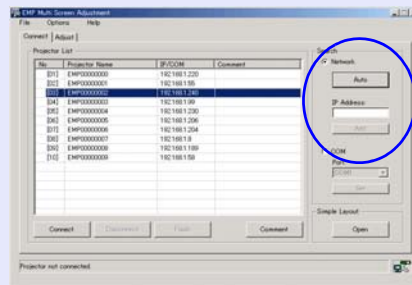 EMP Multi Screen Adjustment
File Options Help
Connect Adjust
Projector List
No Projector Name IP/COM Comment
[01] EMP00000000 192.168.1.220
[02] EMP00000001 192.168.1.55
[03] EMP00000002 192.168.1.240
[04] EMP00000003 192.168.1.99
[05] EMP00000004 192.168.1.230
[06] EMP00000005 192.168.1.206
[07] EMP00000006 192.168.1.204
[08] EMP00000007 192.168.1.8
[09] EMP00000008 192.168.1.189
[10] EMP00000009 192.168.1.58
Connect Disconnect Finish Comment
Search
Network
Auto
IP Address:
Add
COM
Port:
COM1
Set
Simple Layout
Open
Projector not connected.